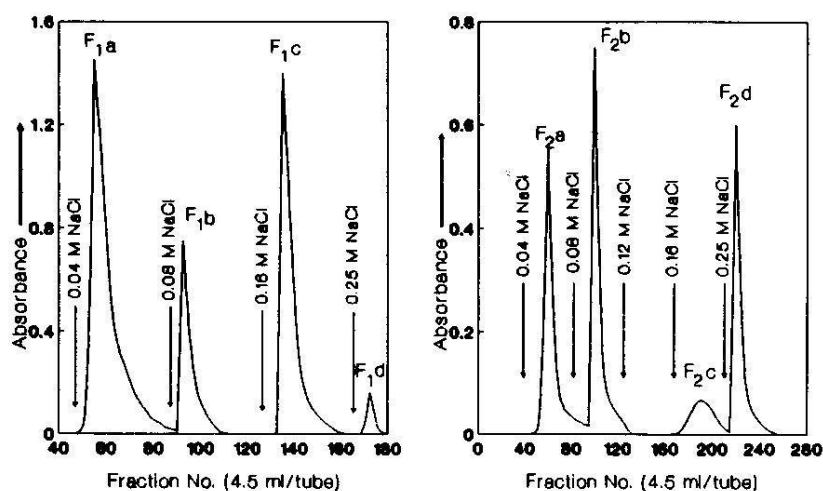 Absorbance
1.6
1.2
0.8
0.4
0
F₁a
F₁b
F₁c
F₁d
0.04 M NaCl
0.08 M NaCl
0.16 M NaCl
0.25 M NaCl
40 60 80 100 120 140 160 180
Fraction No. (4.5 ml/tube)
Absorbance
0.8
0.6
0.4
0.2
0
F₂a
F₂b
F₂c
F₂d
0.04 M NaCl
0.08 M NaCl
0.12 M NaCl
0.16 M NaCl
0.25 M NaCl
0 40 80 120 160 200 240 280
Fraction No. (4.5 ml/tube)